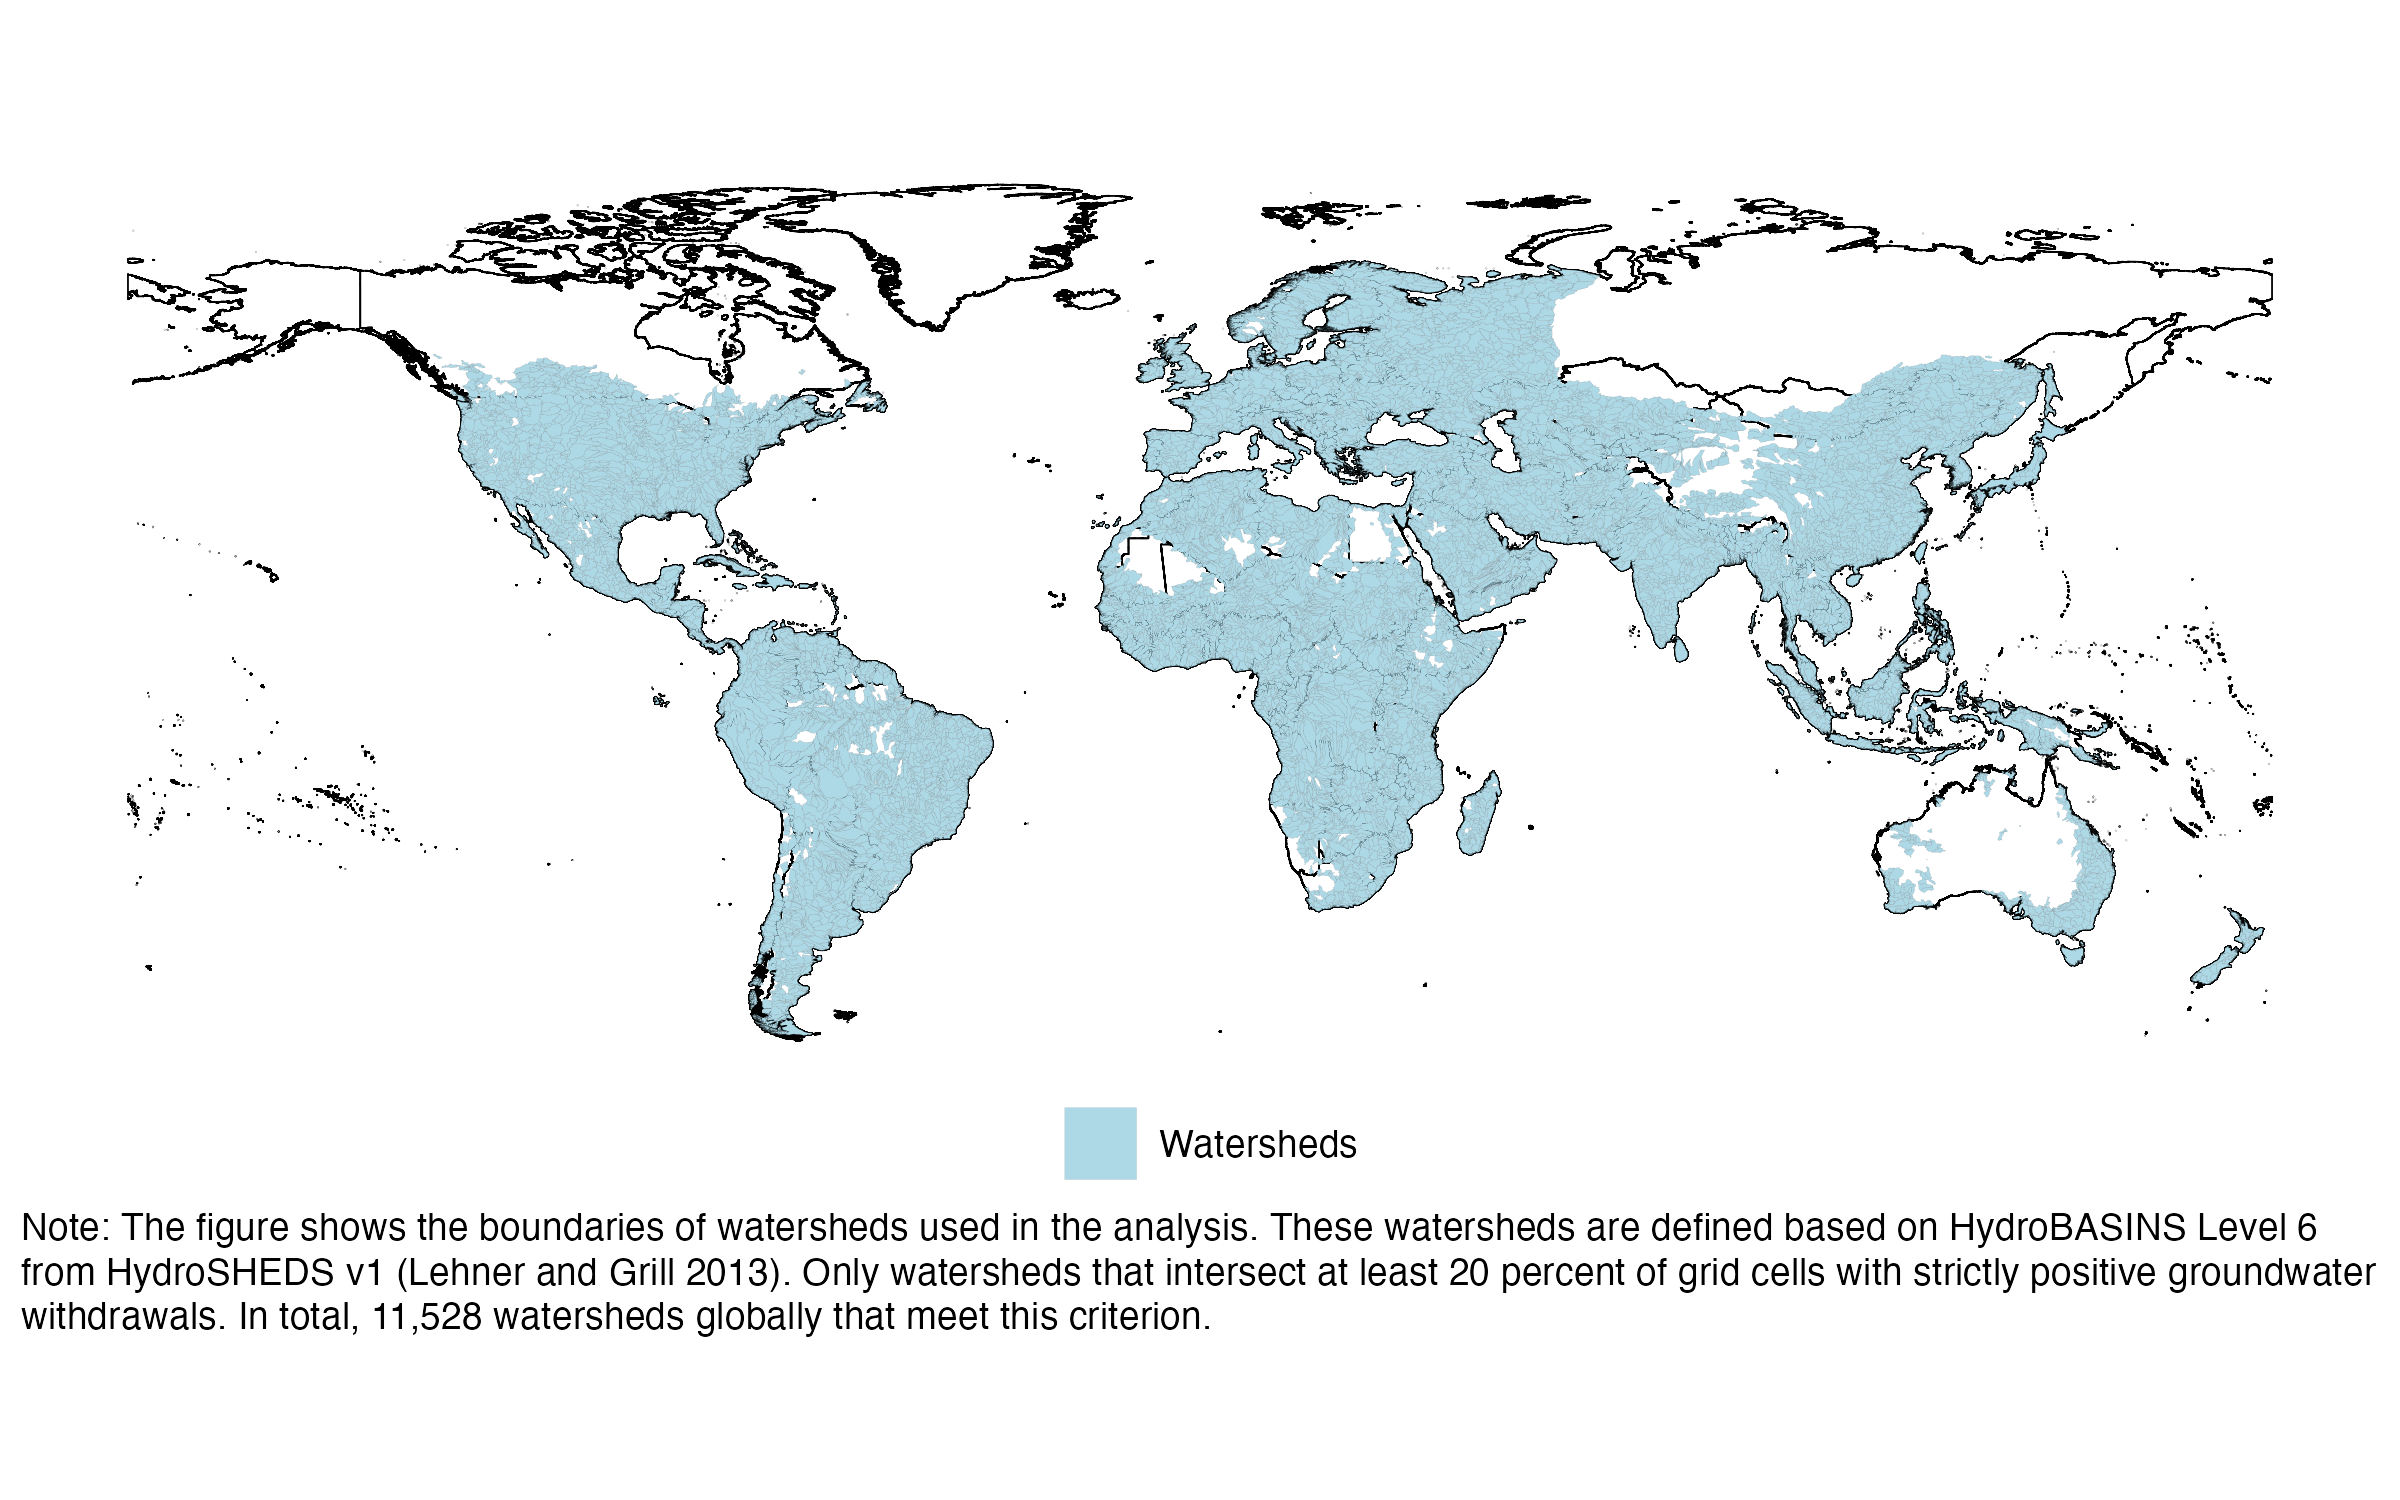 Watersheds
Note: The figure shows the boundaries of watersheds used in the analysis. These watersheds are defined based on HydroBASINS Level 6
from HydroSHEDS v1 (Lehner and Grill 2013). Only watersheds that intersect at least 20 percent of grid cells with strictly positive groundwater
withdrawals. In total, 11,528 watersheds globally that meet this criterion.